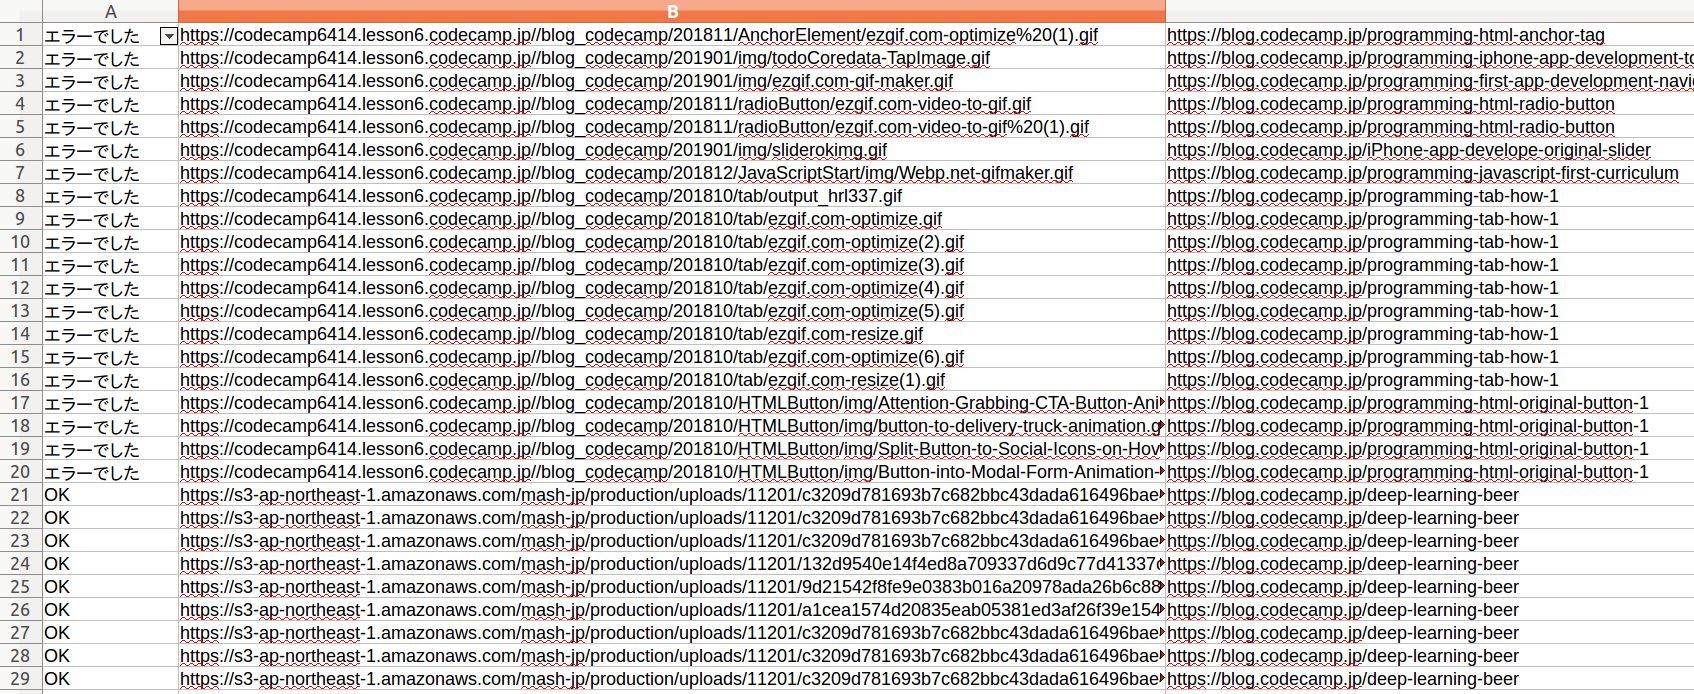 A B
1 エラーでした https://codecamp6414.lesson6.codecamp.jp//blog_codecamp/201811/AnchorElement/ezgif.com-optimize%20(1).gif https://blog.codecamp.jp/programming-html-anchor-tag
2 エラーでした https://codecamp6414.lesson6.codecamp.jp//blog_codecamp/201901/img/todoCoredata-TapImage.gif https://blog.codecamp.jp/programming-iphone-app-development-to
3 エラーでした https://codecamp6414.lesson6.codecamp.jp//blog_codecamp/201901/img/ezgif.com-gif-maker.gif https://blog.codecamp.jp/programming-first-app-development-navi
4 エラーでした https://codecamp6414.lesson6.codecamp.jp//blog_codecamp/201811/radioButton/ezgif.com-video-to-gif.gif https://blog.codecamp.jp/programming-html-radio-button
5 エラーでした https://codecamp6414.lesson6.codecamp.jp//blog_codecamp/201811/radioButton/ezgif.com-video-to-gif%20(1).gif https://blog.codecamp.jp/programming-html-radio-button
6 エラーでした https://codecamp6414.lesson6.codecamp.jp//blog_codecamp/201901/img/sliderokimg.gif https://blog.codecamp.jp/iPhone-app-develope-original-slider
7 エラーでした https://codecamp6414.lesson6.codecamp.jp//blog_codecamp/201812/JavaScriptStart/img/Webp.net-gifmaker.gif https://blog.codecamp.jp/programming-javascript-first-curriculum
8 エラーでした https://codecamp6414.lesson6.codecamp.jp//blog_codecamp/201810/tab/output_hrl337.gif https://blog.codecamp.jp/programming-tab-how-1
9 エラーでした https://codecamp6414.lesson6.codecamp.jp//blog_codecamp/201810/tab/ezgif.com-optimize.gif https://blog.codecamp.jp/programming-tab-how-1
10 エラーでした https://codecamp6414.lesson6.codecamp.jp//blog_codecamp/201810/tab/ezgif.com-optimize(2).gif https://blog.codecamp.jp/programming-tab-how-1
11 エラーでした https://codecamp6414.lesson6.codecamp.jp//blog_codecamp/201810/tab/ezgif.com-optimize(3).gif https://blog.codecamp.jp/programming-tab-how-1
12 エラーでした https://codecamp6414.lesson6.codecamp.jp//blog_codecamp/201810/tab/ezgif.com-optimize(4).gif https://blog.codecamp.jp/programming-tab-how-1
13 エラーでした https://codecamp6414.lesson6.codecamp.jp//blog_codecamp/201810/tab/ezgif.com-optimize(5).gif https://blog.codecamp.jp/programming-tab-how-1
14 エラーでした https://codecamp6414.lesson6.codecamp.jp//blog_codecamp/201810/tab/ezgif.com-resize.gif https://blog.codecamp.jp/programming-tab-how-1
15 エラーでした https://codecamp6414.lesson6.codecamp.jp//blog_codecamp/201810/tab/ezgif.com-optimize(6).gif https://blog.codecamp.jp/programming-tab-how-1
16 エラーでした https://codecamp6414.lesson6.codecamp.jp//blog_codecamp/201810/tab/ezgif.com-resize(1).gif https://blog.codecamp.jp/programming-tab-how-1
17 エラーでした https://codecamp6414.lesson6.codecamp.jp//blog_codecamp/201810/HTMLButton/img/Attention-Grabbing-CTA-Button-Ani https://blog.codecamp.jp/programming-html-original-button-1
18 エラーでした https://codecamp6414.lesson6.codecamp.jp//blog_codecamp/201810/HTMLButton/img/button-to-delivery-truck-animation.g https://blog.codecamp.jp/programming-html-original-button-1
19 エラーでした https://codecamp6414.lesson6.codecamp.jp//blog_codecamp/201810/HTMLButton/img/Split-Button-to-Social-Icons-on-Hov https://blog.codecamp.jp/programming-html-original-button-1
20 エラーでした https://codecamp6414.lesson6.codecamp.jp//blog_codecamp/201810/HTMLButton/img/Button-into-Modal-Form-Animation- https://blog.codecamp.jp/programming-html-original-button-1
21 OK https://s3-ap-northeast-1.amazonaws.com/mash-jp/production/uploads/11201/c3209d781693b7c682bbc43dada616496bae https://blog.codecamp.jp/deep-learning-beer
22 OK https://s3-ap-northeast-1.amazonaws.com/mash-jp/production/uploads/11201/c3209d781693b7c682bbc43dada616496bae https://blog.codecamp.jp/deep-learning-beer
23 OK https://s3-ap-northeast-1.amazonaws.com/mash-jp/production/uploads/11201/c3209d781693b7c682bbc43dada616496bae https://blog.codecamp.jp/deep-learning-beer
24 OK https://s3-ap-northeast-1.amazonaws.com/mash-jp/production/uploads/11201/132d9540e14f4ed8a709337d6d9c77d41337 https://blog.codecamp.jp/deep-learning-beer
25 OK https://s3-ap-northeast-1.amazonaws.com/mash-jp/production/uploads/11201/9d21542f8fe9e0383b016a20978ada26b6c88 https://blog.codecamp.jp/deep-learning-beer
26 OK https://s3-ap-northeast-1.amazonaws.com/mash-jp/production/uploads/11201/a1cea1574d20835eab05381ed3af26f39e154 https://blog.codecamp.jp/deep-learning-beer
27 OK https://s3-ap-northeast-1.amazonaws.com/mash-jp/production/uploads/11201/c3209d781693b7c682bbc43dada616496bae https://blog.codecamp.jp/deep-learning-beer
28 OK https://s3-ap-northeast-1.amazonaws.com/mash-jp/production/uploads/11201/c3209d781693b7c682bbc43dada616496bae https://blog.codecamp.jp/deep-learning-beer
29 OK https://s3-ap-northeast-1.amazonaws.com/mash-jp/production/uploads/11201/c3209d781693b7c682bbc43dada616496bae https://blog.codecamp.jp/deep-learning-beer